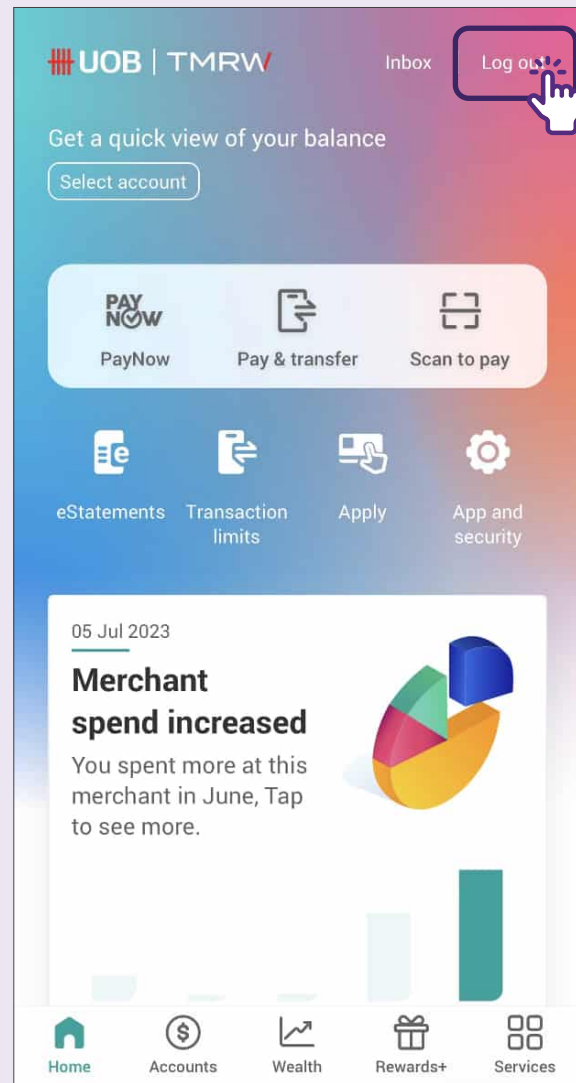 UOB | TMRW
Inbox
Log out
Get a quick view of your balance
Select account
PAY
NOW
PayNow
Pay & transfer
Scan to pay
e
eStatements
Transaction
limits
Apply
App and
security
05 Jul 2023
Merchant
spend increased
You spent more at this
merchant in June, Tap
to see more.
$
Home
Accounts
Wealth
Rewards+
Services